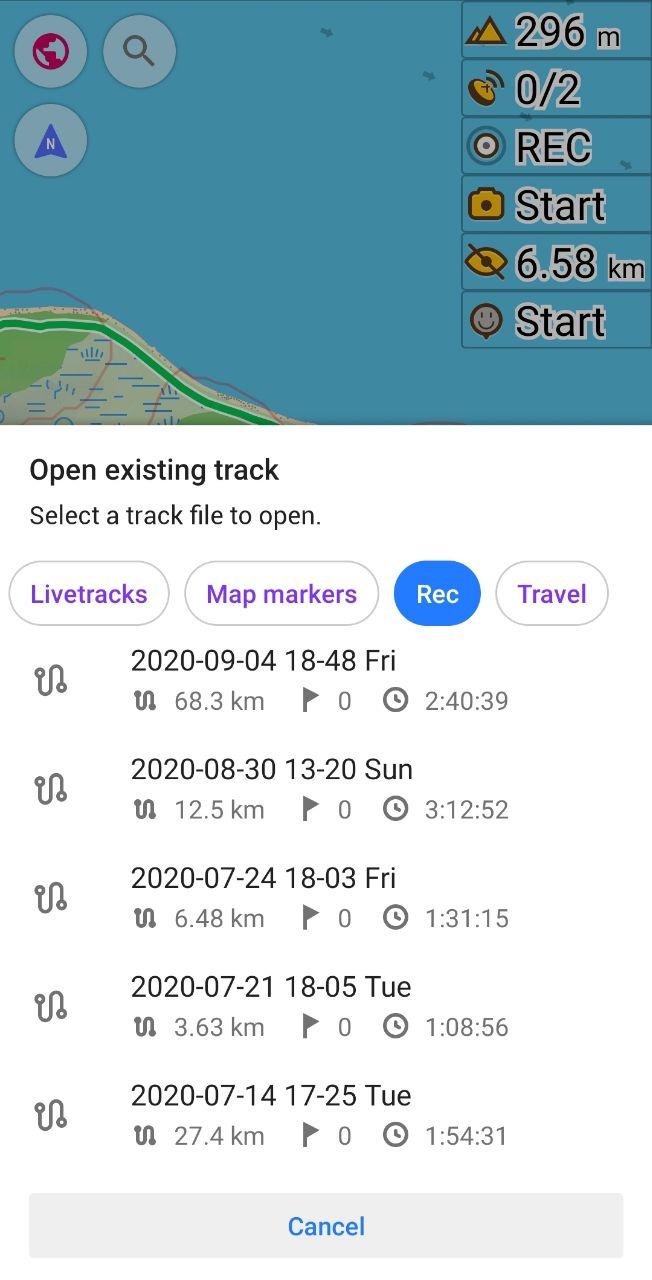 N
296 m
0/2
REC
Start
6.58 km
Start
Open existing track
Select a track file to open.
Livetracks Map markers Rec Travel
2020-09-04 18-48 Fri
68.3 km 0 2:40:39
2020-08-30 13-20 Sun
12.5 km 0 3:12:52
2020-07-24 18-03 Fri
6.48 km 0 1:31:15
2020-07-21 18-05 Tue
3.63 km 0 1:08:56
2020-07-14 17-25 Tue
27.4 km 0 1:54:31
Cancel